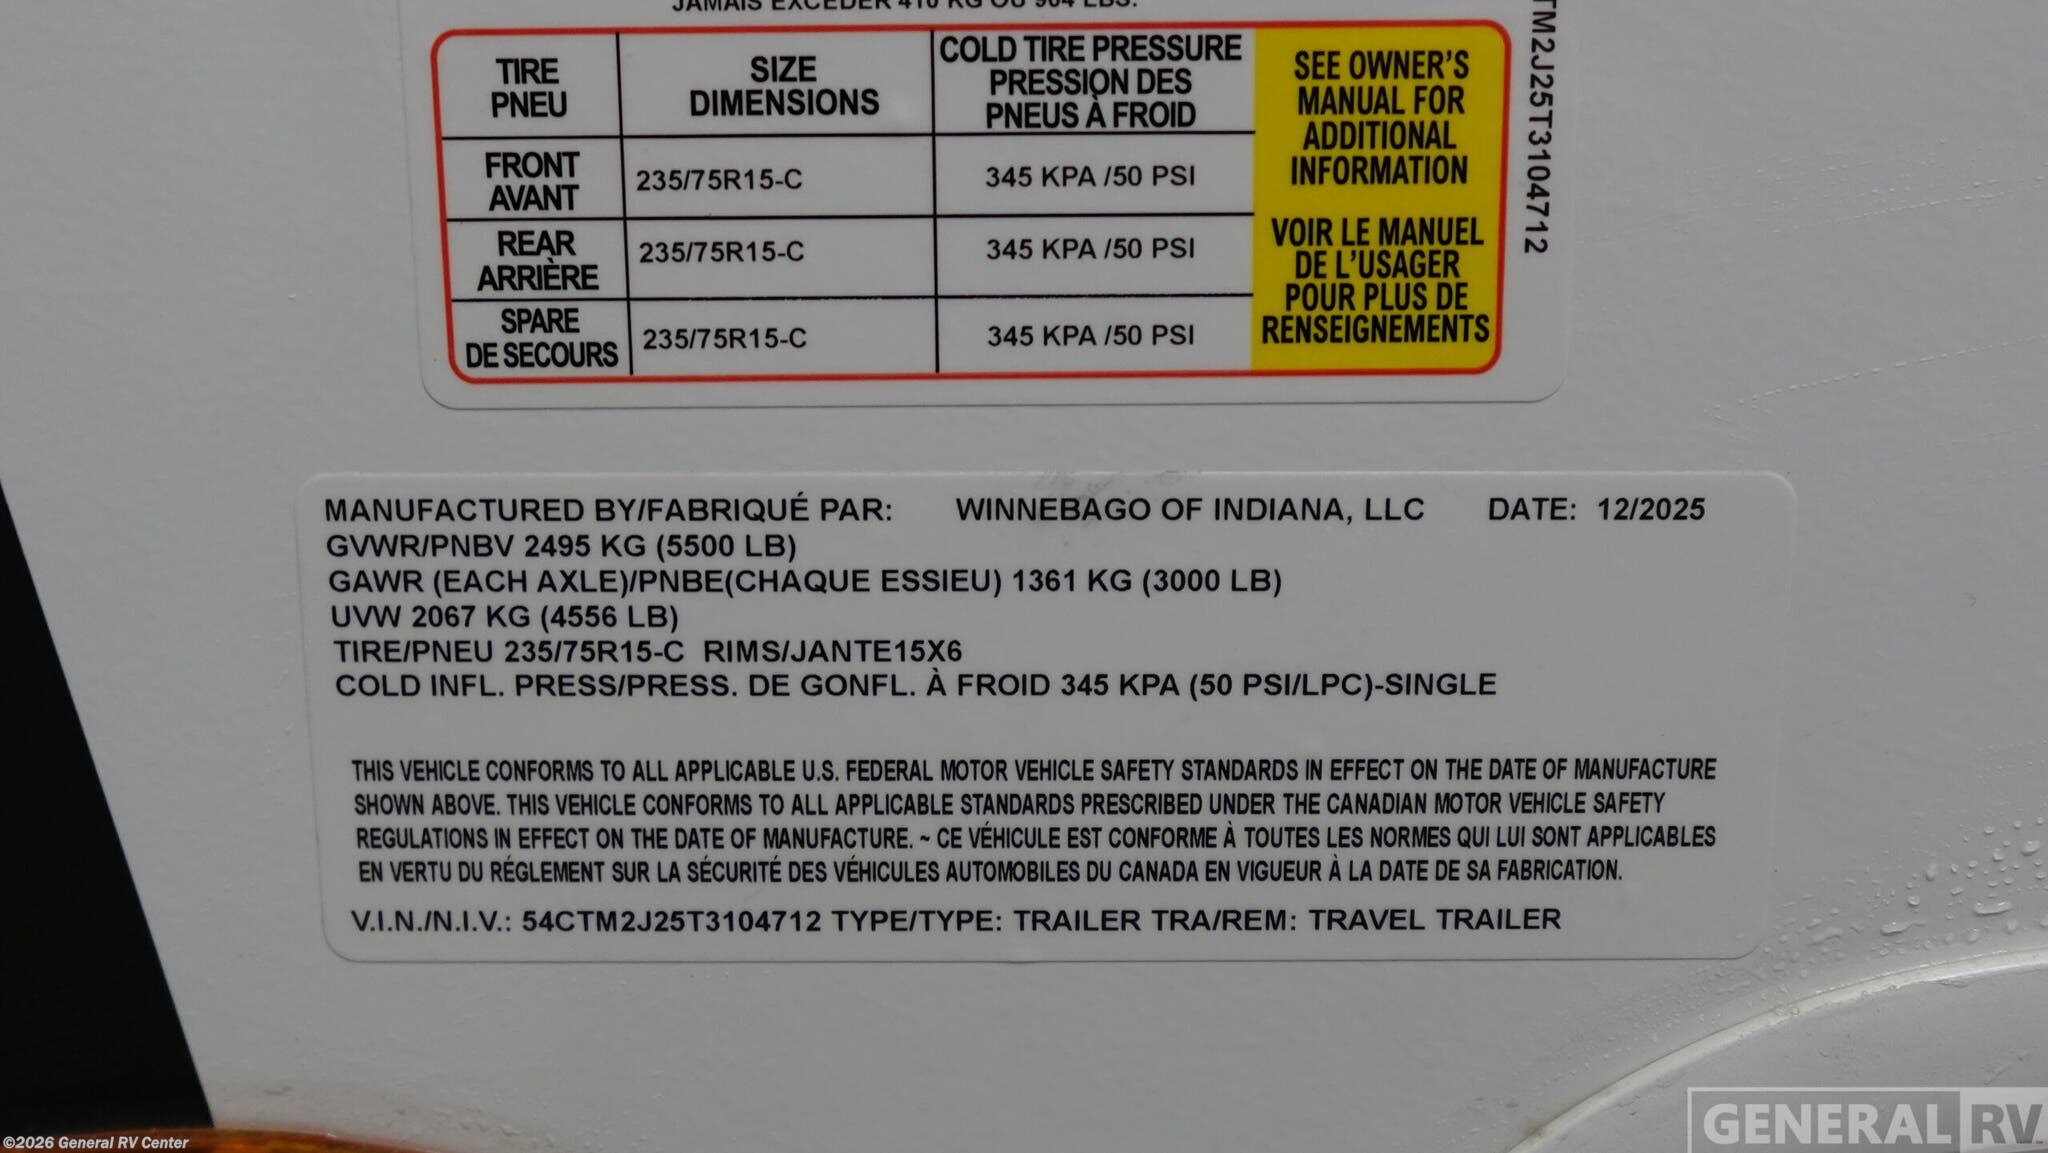 JAMAIS EXCEDER 410 KG OU 904 LBS.
TIRE
PNEU
SIZE
DIMENSIONS
COLD TIRE PRESSURE
PRESSION DES
PNEUS À FROID
FRONT
AVANT
235/75R15-C
345 KPA /50 PSI
REAR
ARRIÈRE
235/75R15-C
345 KPA /50 PSI
SPARE
DE SECOURS
235/75R15-C
345 KPA /50 PSI
SEE OWNER'S
MANUAL FOR
ADDITIONAL
INFORMATION
VOIR LE MANUEL
DE L'USAGER
POUR PLUS DE
RENSEIGNEMENTS
TM2J25T3104712
MANUFACTURED BY/FABRIQUÉ PAR: WINNEBAGO OF INDIANA, LLC DATE: 12/2025
GVWR/PNBV 2495 KG (5500 LB)
GAWR (EACH AXLE)/PNBE(CHAQUE ESSIEU) 1361 KG (3000 LB)
UVW 2067 KG (4556 LB)
TIRE/PNEU 235/75R15-C RIMS/JANTE15X6
COLD INFL. PRESS/PRESS. DE GONFL. À FROID 345 KPA (50 PSI/LPC)-SINGLE
THIS VEHICLE CONFORMS TO ALL APPLICABLE U.S. FEDERAL MOTOR VEHICLE SAFETY STANDARDS IN EFFECT ON THE DATE OF MANUFACTURE
SHOWN ABOVE. THIS VEHICLE CONFORMS TO ALL APPLICABLE STANDARDS PRESCRIBED UNDER THE CANADIAN MOTOR VEHICLE SAFETY
REGULATIONS IN EFFECT ON THE DATE OF MANUFACTURE. ~ CE VÉHICULE EST CONFORME À TOUTES LES NORMES QUI LUI SONT APPLICABLES
EN VERTU DU RÉGLEMENT SUR LA SÉCURITÉ DES VÉHICULES AUTOMOBILES DU CANADA EN VIGUEUR À LA DATE DE SA FABRICATION.
V.I.N./N.I.V.: 54CTM2J25T3104712 TYPE/TYPE: TRAILER TRA/REM: TRAVEL TRAILER
©2026 General RV Center
GENERAL RV